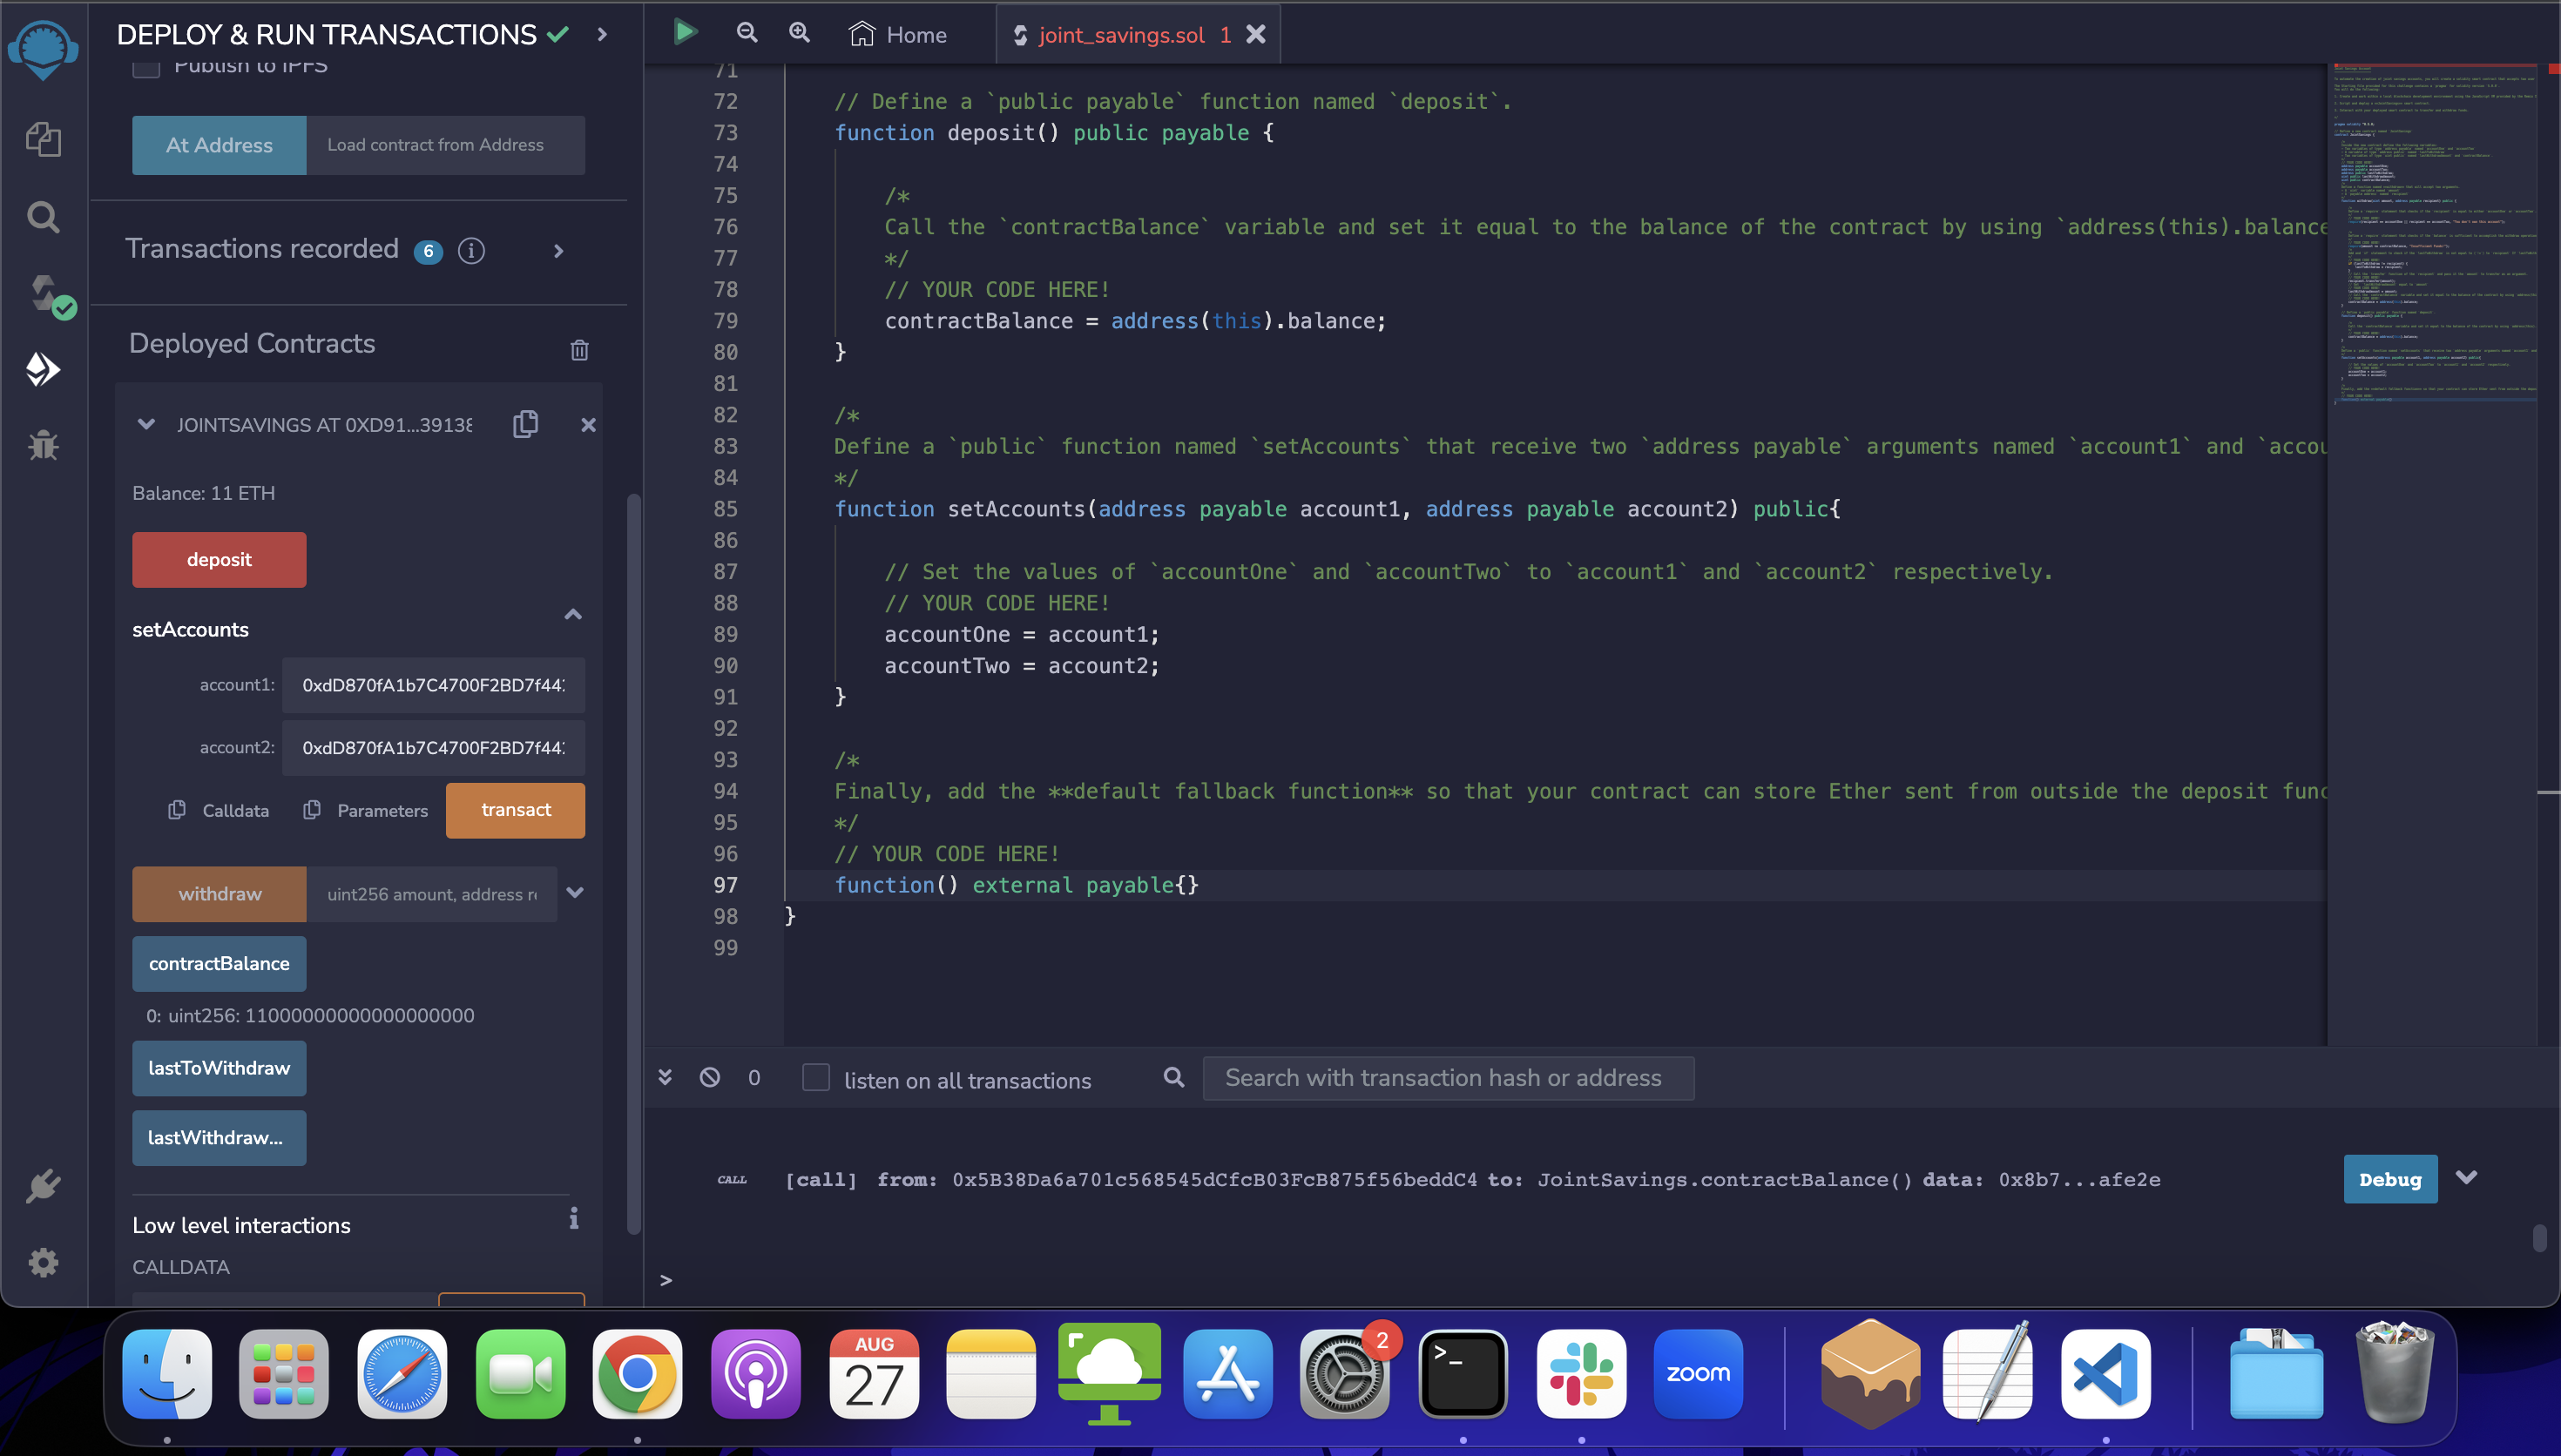 DEPLOY & RUN TRANSACTIONS
Publish to IPFS
At Address
Load contract from Address
Transactions recorded 6
Deployed Contracts
JOINTSAVINGS AT 0XD91...39138
Balance: 11 ETH
deposit
setAccounts
account1: 0xdD870fA1b7C4700F2BD7f44
account2: 0xdD870fA1b7C4700F2BD7f44
Calldata
Parameters
transact
withdraw
uint256 amount, address re
contractBalance
0: uint256: 11000000000000000000
lastToWithdraw
lastWithdraw...
Low level interactions
CALLDATA
Home
joint_savings.sol 1
71
72 // Define a `public payable` function named `deposit`.
73 function deposit() public payable {
74
75 /*
76 Call the `contractBalance` variable and set it equal to the balance of the contract by using `address(this).balance
77 */
78 // YOUR CODE HERE!
79 contractBalance = address(this).balance;
80 }
81
82 /*
83 Define a `public` function named `setAccounts` that receive two `address payable` arguments named `account1` and `accou
84 */
85 function setAccounts(address payable account1, address payable account2) public{
86
87 // Set the values of `accountOne` and `accountTwo` to `account1` and `account2` respectively.
88 // YOUR CODE HERE!
89 accountOne = account1;
90 accountTwo = account2;
91 }
92
93 /*
94 Finally, add the **default fallback function** so that your contract can store Ether sent from outside the deposit func
95 */
96 // YOUR CODE HERE!
97 function() external payable{}
98 }
99
0
listen on all transactions
Search with transaction hash or address
CALL [call] from: 0x5B38Da6a701c568545dCfcB03FcB875f56beddC4 to: JointSavings.contractBalance() data: 0x8b7...afe2e
Debug
>
AUG
27
2
>_
zoom